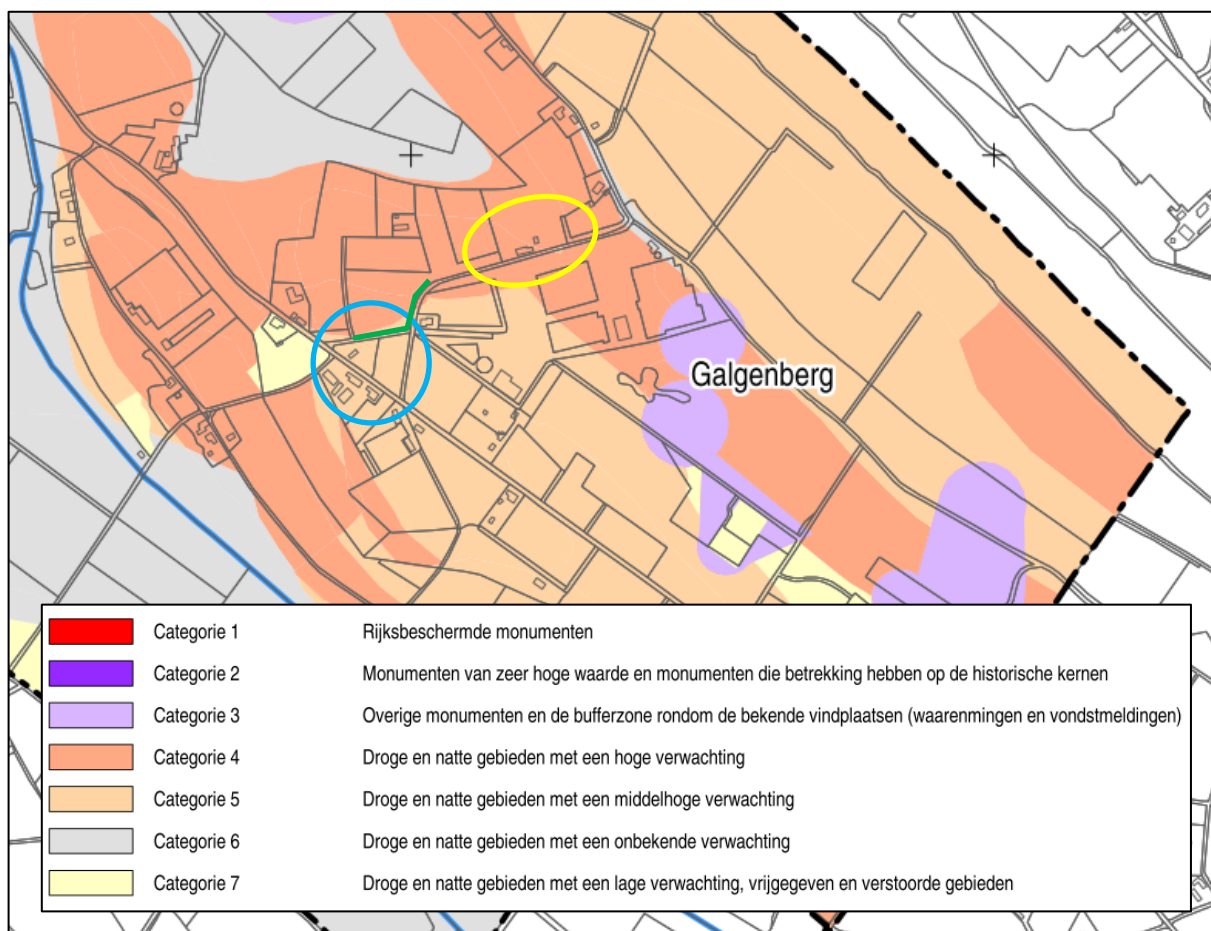 Galgenberg
Categorie 1 Rijksbeschermde monumenten
Categorie 2 Monumenten van zeer hoge waarde en monumenten die betrekking hebben op de historische kernen
Categorie 3 Overige monumenten en de bufferzone rondom de bekende vindplaatsen (waarenmingen en vondstmeldingen)
Categorie 4 Droge en natte gebieden met een hoge verwachting
Categorie 5 Droge en natte gebieden met een middelhoge verwachting
Categorie 6 Droge en natte gebieden met een onbekende verwachting
Categorie 7 Droge en natte gebieden met een lage verwachting, vrijgegeven en verstoorde gebieden